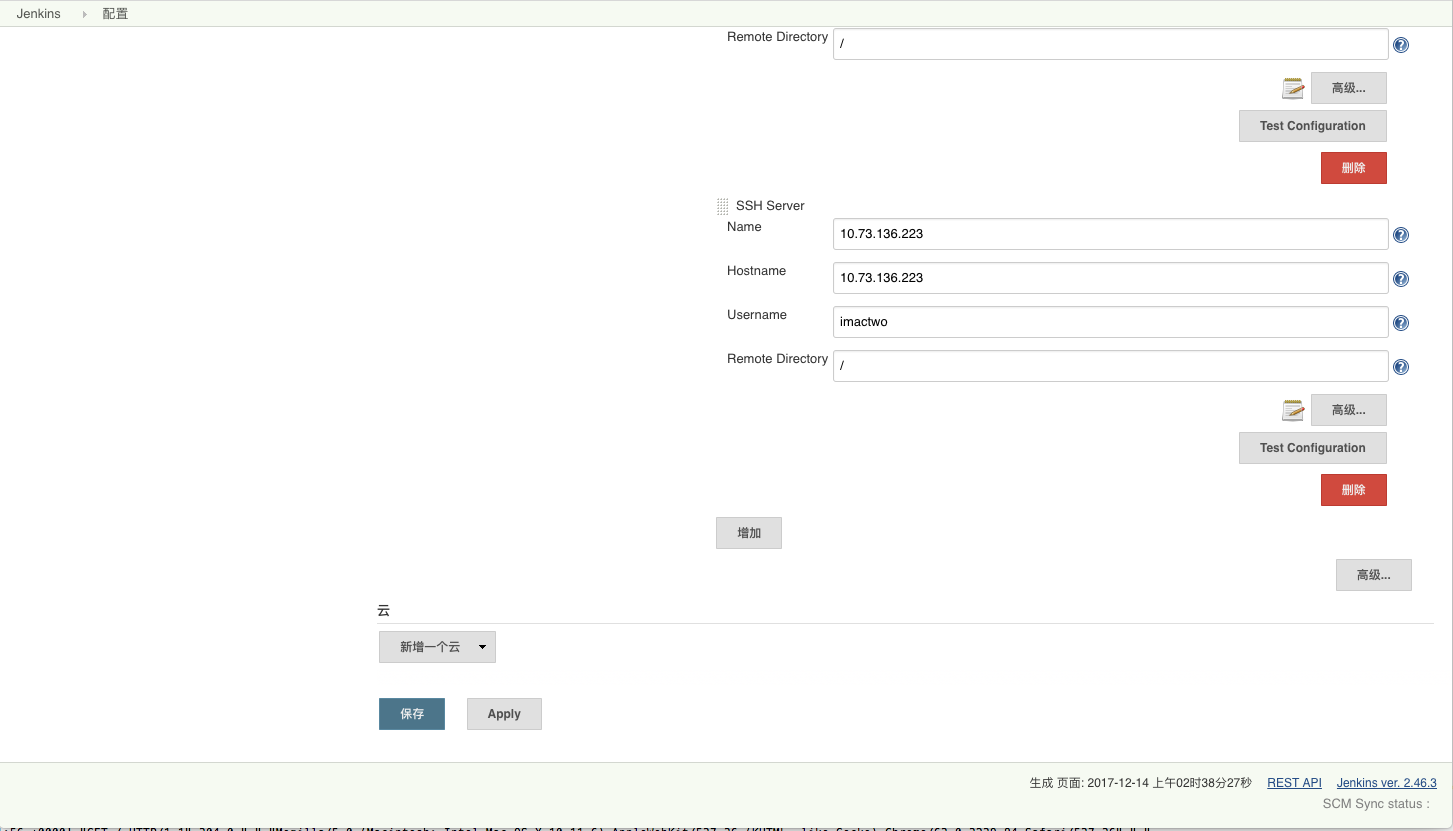 Jenkins 配置
Remote Directory /
高级...
Test Configuration
删除
SSH Server
Name 10.73.136.223
Hostname 10.73.136.223
Username imactwo
Remote Directory /
高级...
Test Configuration
删除
增加
高级...
云
新增一个云
保存 Apply
生成 页面: 2017-12-14 上午02时38分27秒 REST API Jenkins ver. 2.46.3
SCM Sync status :